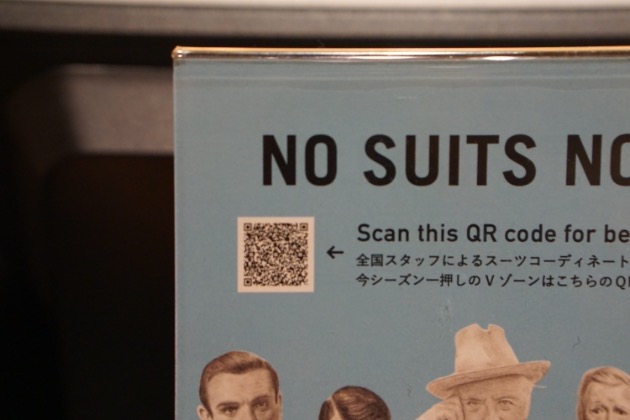 NO SUITS NO
Scan this QR code for be
全国スタッフによるスーツコーディネート
今シーズン一押しのVゾーンはこちらのQ